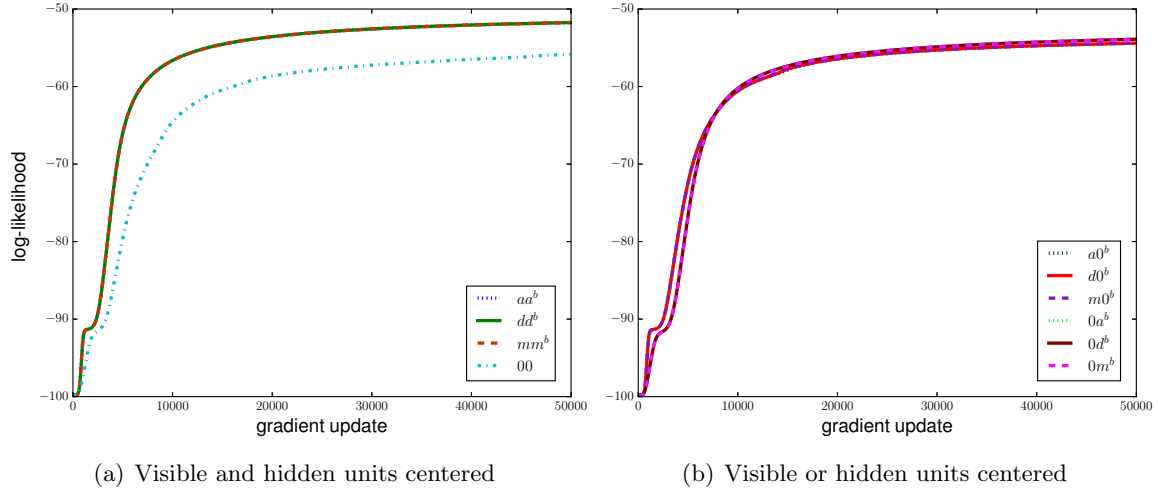 −50
−60
−70
−80
−90
−100
0
10000
20000
30000
40000
50000
log-likelihood
gradient update
aa^b
dd^b
mm^b
00
(a) Visible and hidden units centered
−50
−60
−70
−80
−90
−100
0
10000
20000
30000
40000
50000
gradient update
a0^b
d0^b
m0^b
0a^b
0d^b
0m^b
(b) Visible or hidden units centered